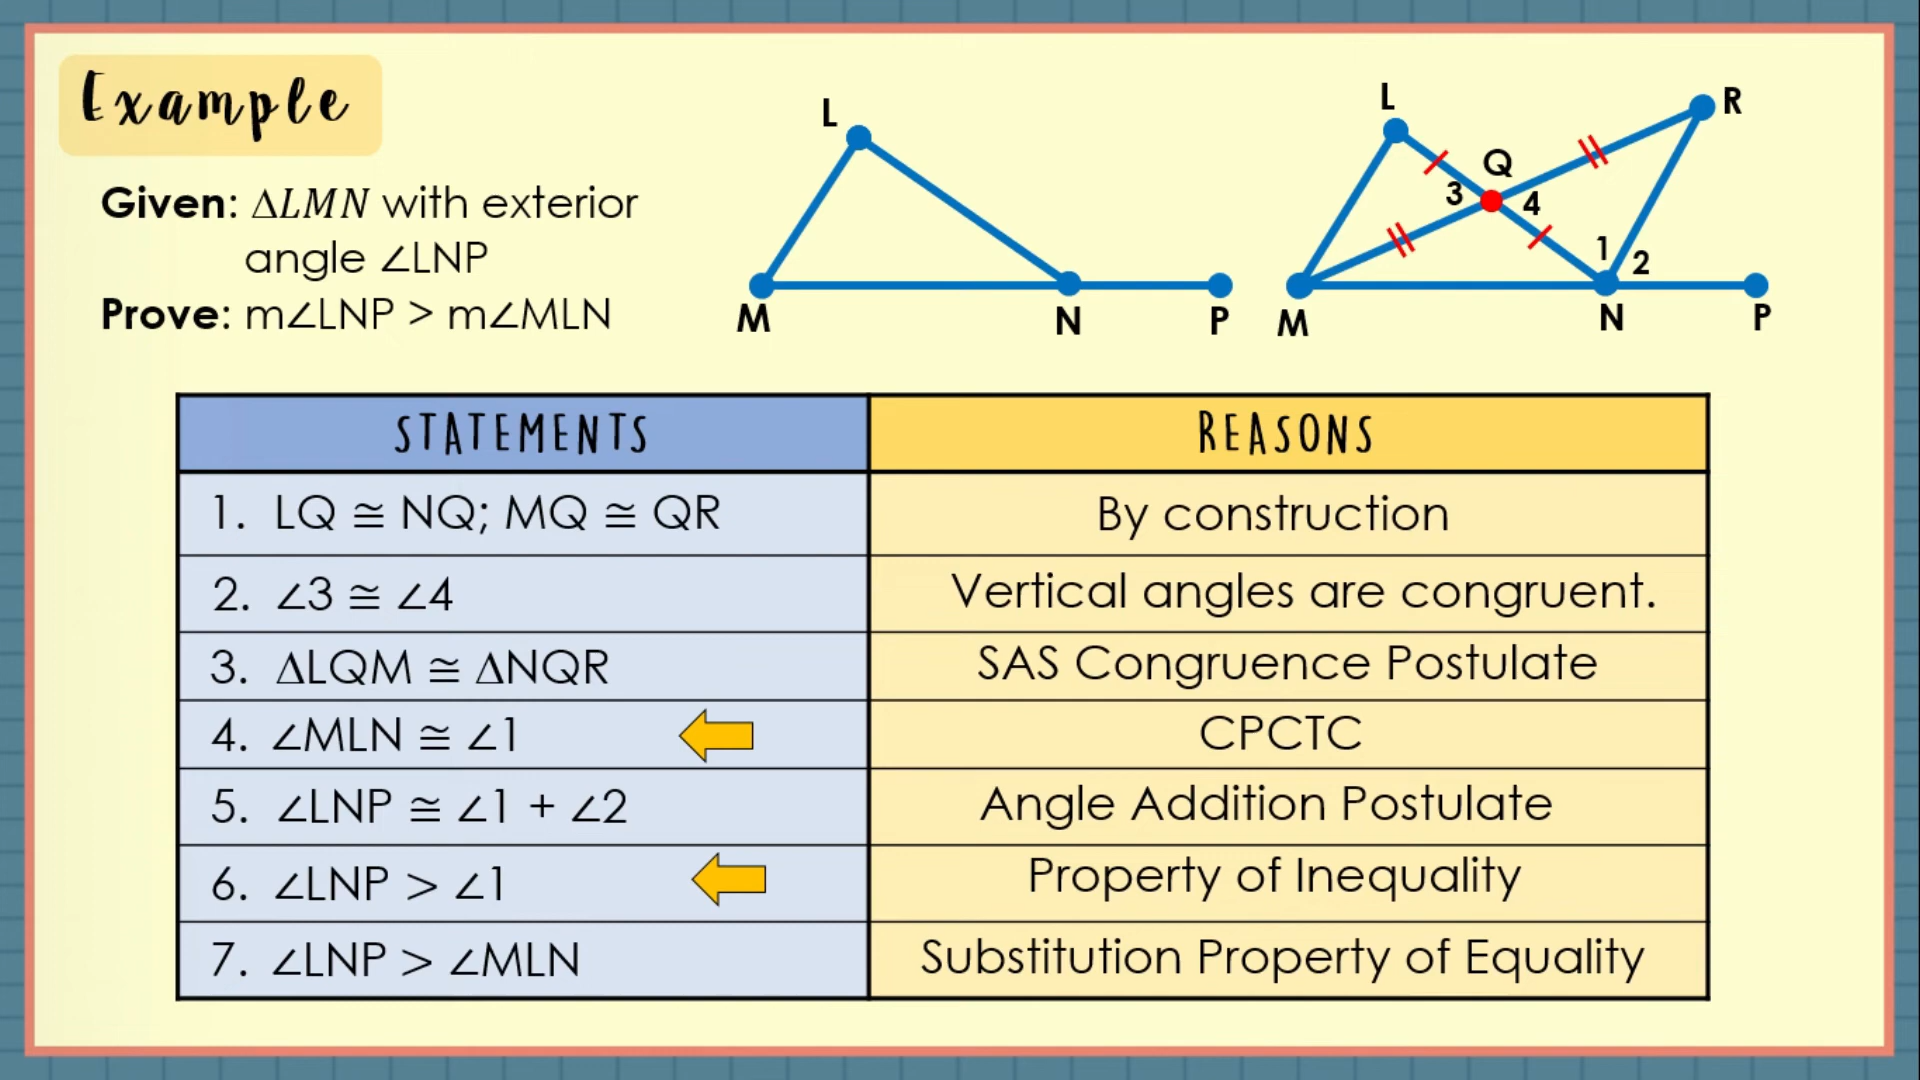 Example
Given: ΔLMN with exterior
angle ∠LNP
Prove: m∠LNP > m∠MLN
L
M
N
P
L
R
Q
3
4
1
2
M
N
P
STATEMENTS
REASONS
1. LQ ≅ NQ; MQ ≅ QR
By construction
2. ∠3 ≅ ∠4
Vertical angles are congruent.
3. ΔLQM ≅ ΔNQR
SAS Congruence Postulate
4. ∠MLN ≅ ∠1
CPCTC
5. ∠LNP ≅ ∠1 + ∠2
Angle Addition Postulate
6. ∠LNP > ∠1
Property of Inequality
7. ∠LNP > ∠MLN
Substitution Property of Equality